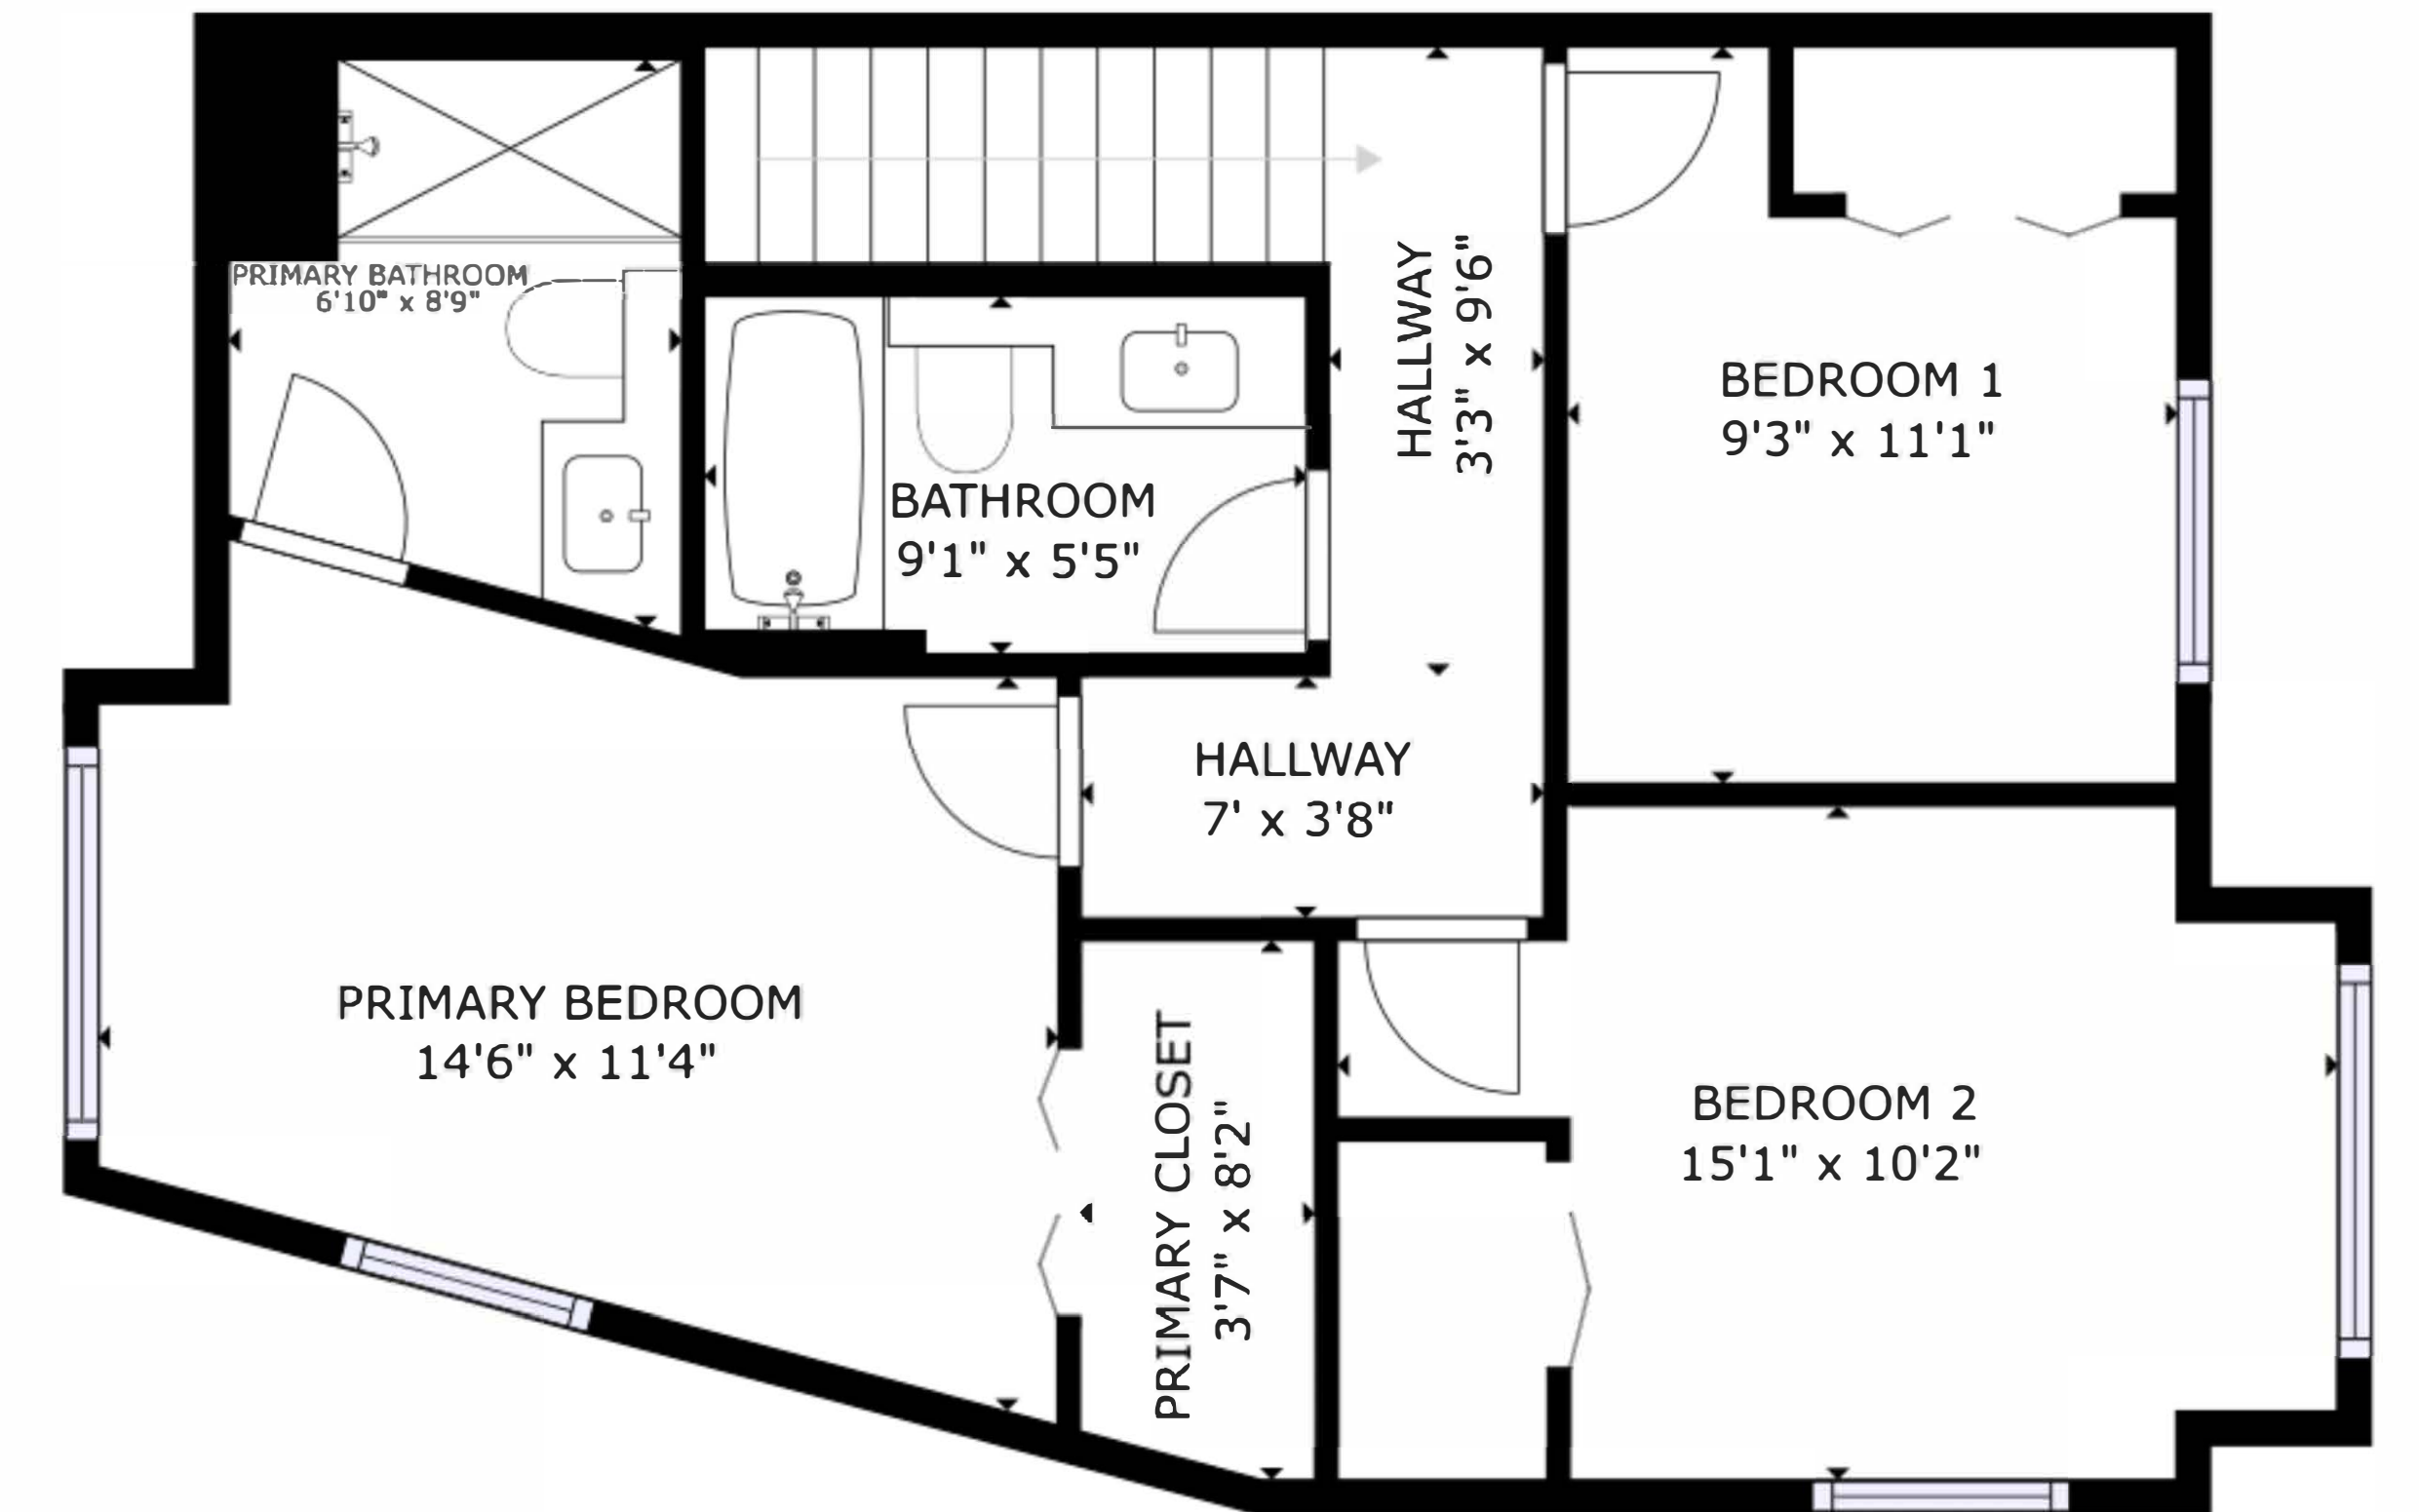 PRIMARY BATHROOM
6'10" x 8'9"
HALLWAY
3'3" x 9'6"
BEDROOM 1
9'3" x 11'1"
BATHROOM
9'1" x 5'5"
HALLWAY
7' x 3'8"
PRIMARY BEDROOM
14'6" x 11'4"
PRIMARY CLOSET
3'7" x 8'2"
BEDROOM 2
15'1" x 10'2"